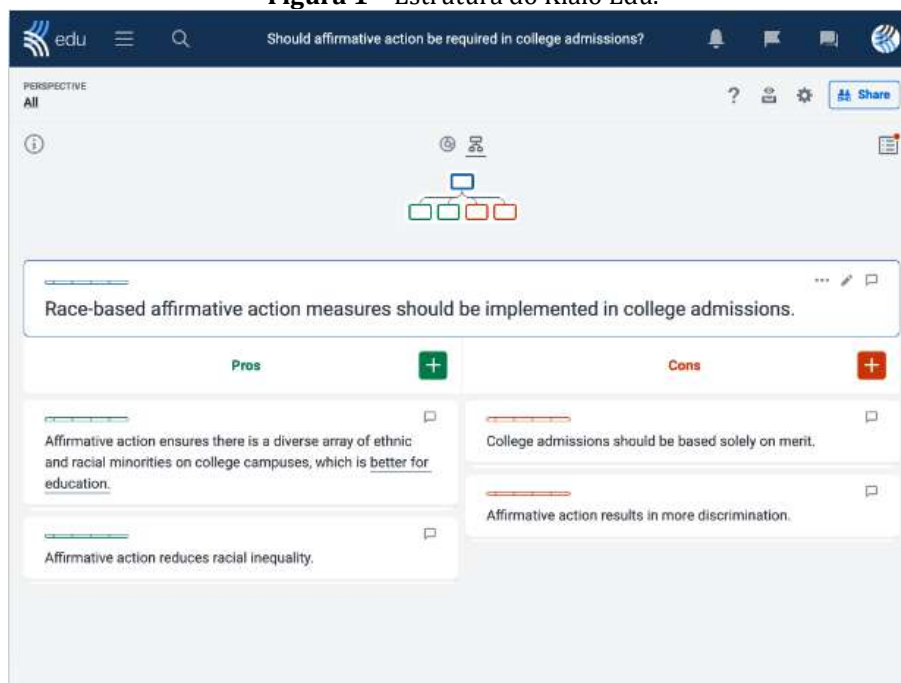 Figura 1 – Estrutura do Kialo Edu.
edu
Should affirmative action be required in college admissions?
PERSPECTIVE
All
?
Share
Race-based affirmative action measures should be implemented in college admissions.
Pros
Cons
Affirmative action ensures there is a diverse array of ethnic
and racial minorities on college campuses, which is better for
education.
Affirmative action reduces racial inequality.
College admissions should be based solely on merit.
Affirmative action results in more discrimination.